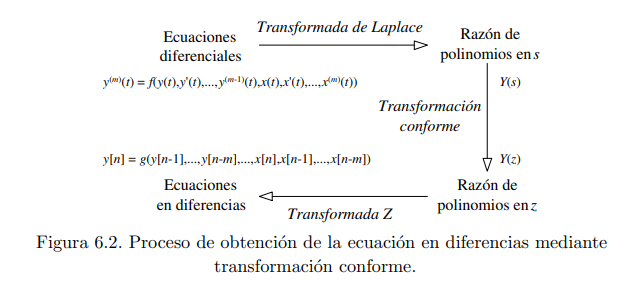 Ecuaciones
diferenciales
Transformada de Laplace
Razón de
polinomios en s
y^(m)(t) = f(y(t),y'(t),...,y^(m-1)(t),x(t),x'(t),...,x^(m)(t))
Y(s)
Transformación
conforme
y[n] = g(y[n-1],...,y[n-m],...,x[n],x[n-1],...,x[n-m])
Y(z)
Ecuaciones
en diferencias
Transformada Z
Razón de
polinomios en z
Figura 6.2. Proceso de obtención de la ecuación en diferencias mediante
transformación conforme.